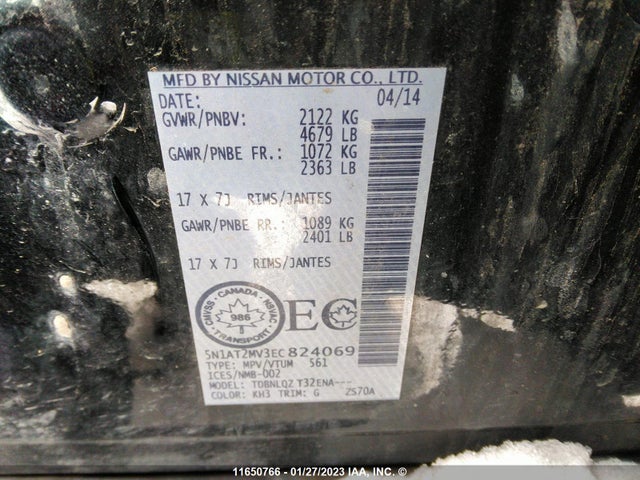 MFD BY NISSAN MOTOR CO., LTD.
DATE: 04/14
GVWR/PNBV: 2122 KG
4679 LB
GAWR/PNBE FR.: 1072 KG
2363 LB
17 X 7J RIMS/JANTES
GAWR/PNBE RR.: 1089 KG
2401 LB
17 X 7J RIMS/JANTES
CANADA
CMVSS NSVAC
986
TRANSPORT
EC
5N1AT2MV3EC824069
TYPE: MPV/VTUM 561
ICES/NMB-002
MODEL: TDBNLQZ T32ENA---
COLOR: KH3 TRIM: G ZS70A
11650766 - 01/27/2023 IAA, INC. ©